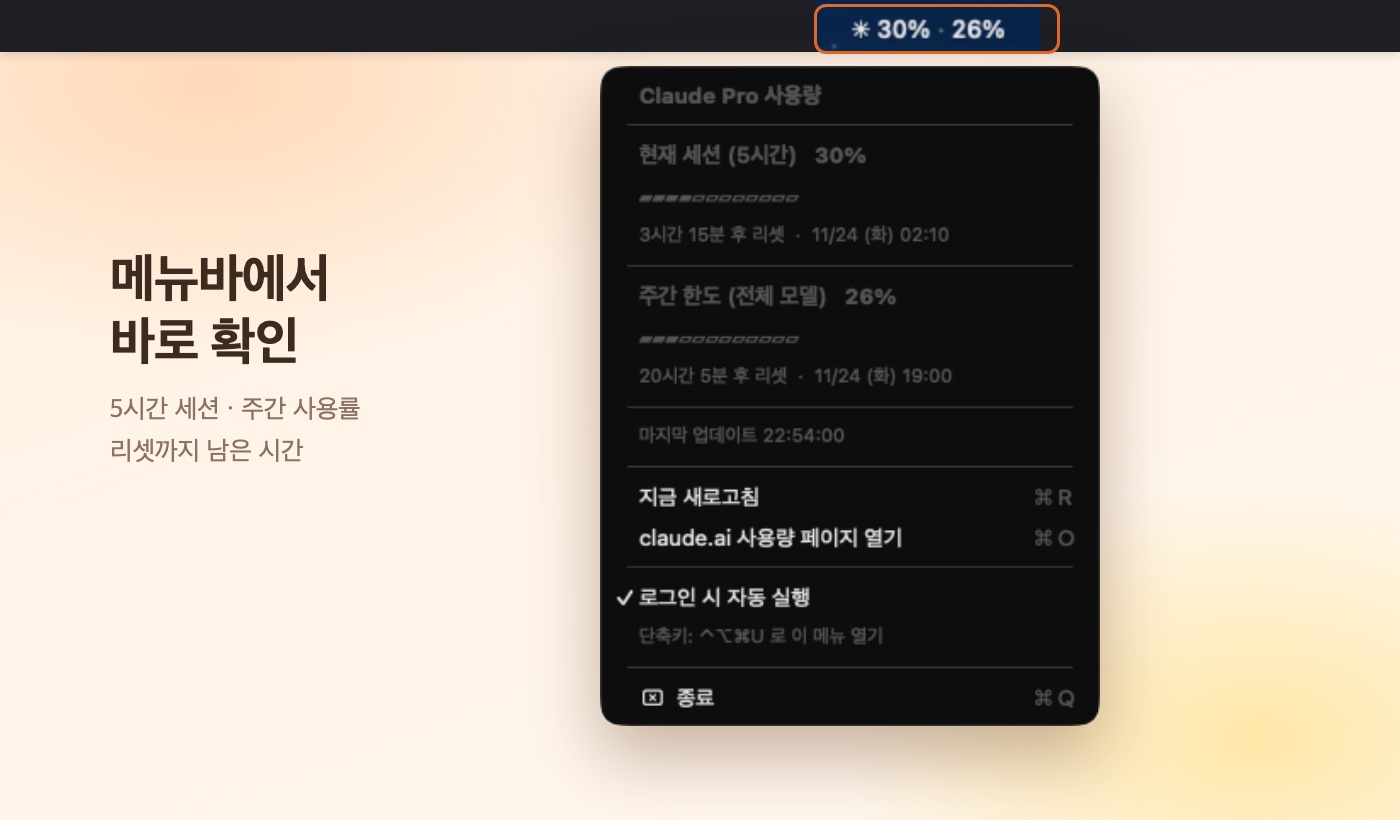 ✳ 30% · 26%
Claude Pro 사용량
현재 세션 (5시간) 30%
▰▰▰▰▱▱▱▱▱▱▱▱
3시간 15분 후 리셋 · 11/24 (화) 02:10
주간 한도 (전체 모델) 26%
▰▰▰▱▱▱▱▱▱▱▱▱
20시간 5분 후 리셋 · 11/24 (화) 19:00
마지막 업데이트 22:54:00
지금 새로고침 ⌘ R
claude.ai 사용량 페이지 열기 ⌘ O
✓ 로그인 시 자동 실행
단축키: ^⌥⌘U 로 이 메뉴 열기
종료 ⌘ Q
메뉴바에서
바로 확인
5시간 세션 · 주간 사용률
리셋까지 남은 시간